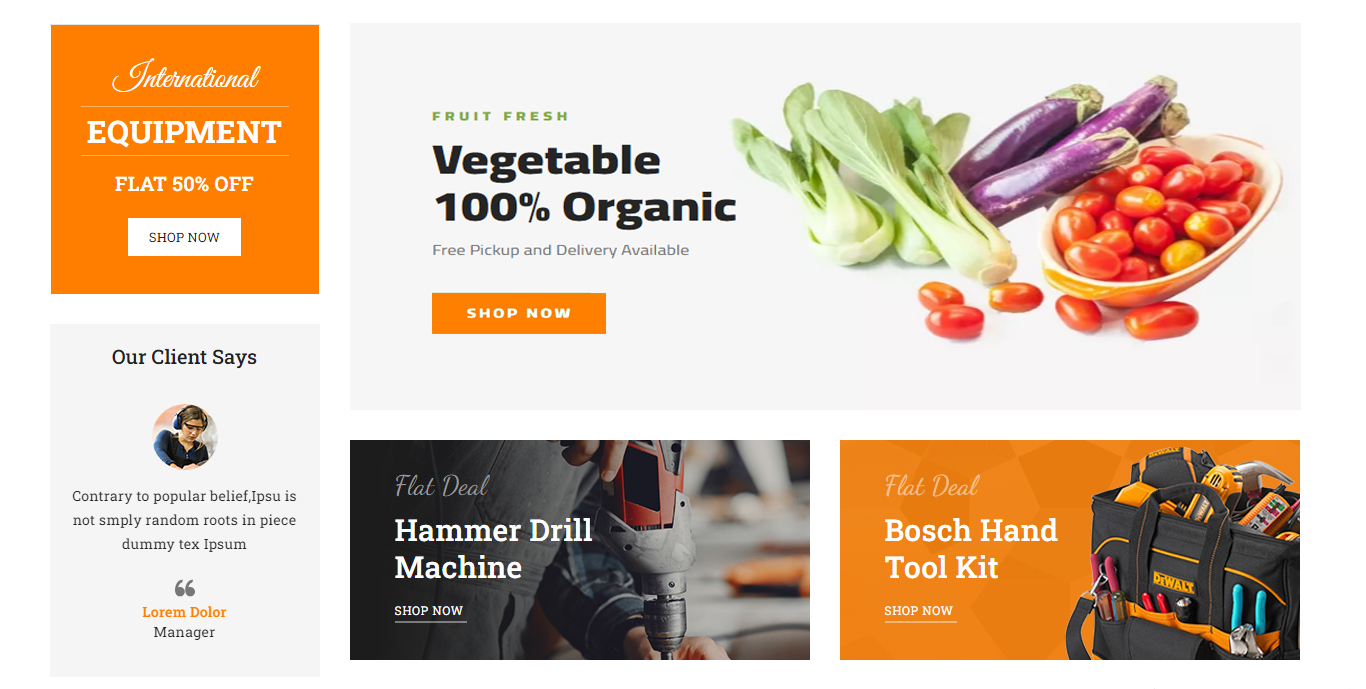 International
EQUIPMENT
FLAT 50% OFF
SHOP NOW
Our Client Says
Contrary to popular belief,Ipsu is
not smply random roots in piece
dummy tex Ipsum
Lorem Dolor
Manager
FRUIT FRESH
Vegetable
100% Organic
Free Pickup and Delivery Available
SHOP NOW
Flat Deal
Hammer Drill
Machine
SHOP NOW
Flat Deal
Bosch Hand
Tool Kit
SHOP NOW
DEWALT